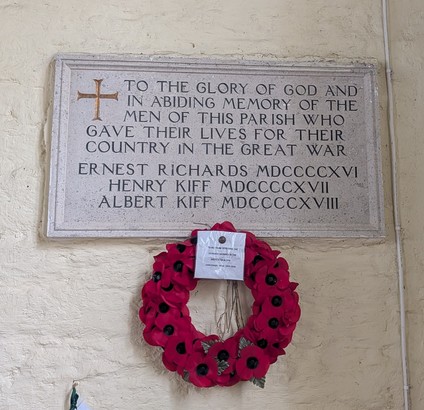 TO THE GLORY OF GOD AND
IN ABIDING MEMORY OF THE
MEN OF THIS PARISH WHO
GAVE THEIR LIVES FOR THEIR
COUNTRY IN THE GREAT WAR
ERNEST RICHARDS MDCCCCXVI
HENRY KIFF MDCCCCXVII
ALBERT KIFF MDCCCCXVIII